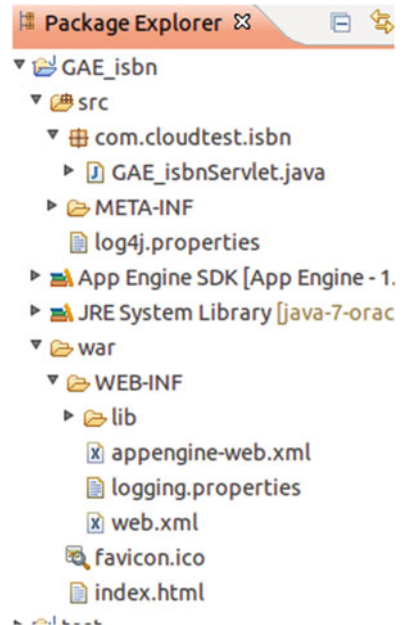 Package Explorer
GAE_isbn
src
com.cloudtest.isbn
GAE_isbnServlet.java
META-INF
log4j.properties
App Engine SDK [App Engine - 1.
JRE System Library [java-7-orac
war
WEB-INF
lib
appengine-web.xml
logging.properties
web.xml
favicon.ico
index.html